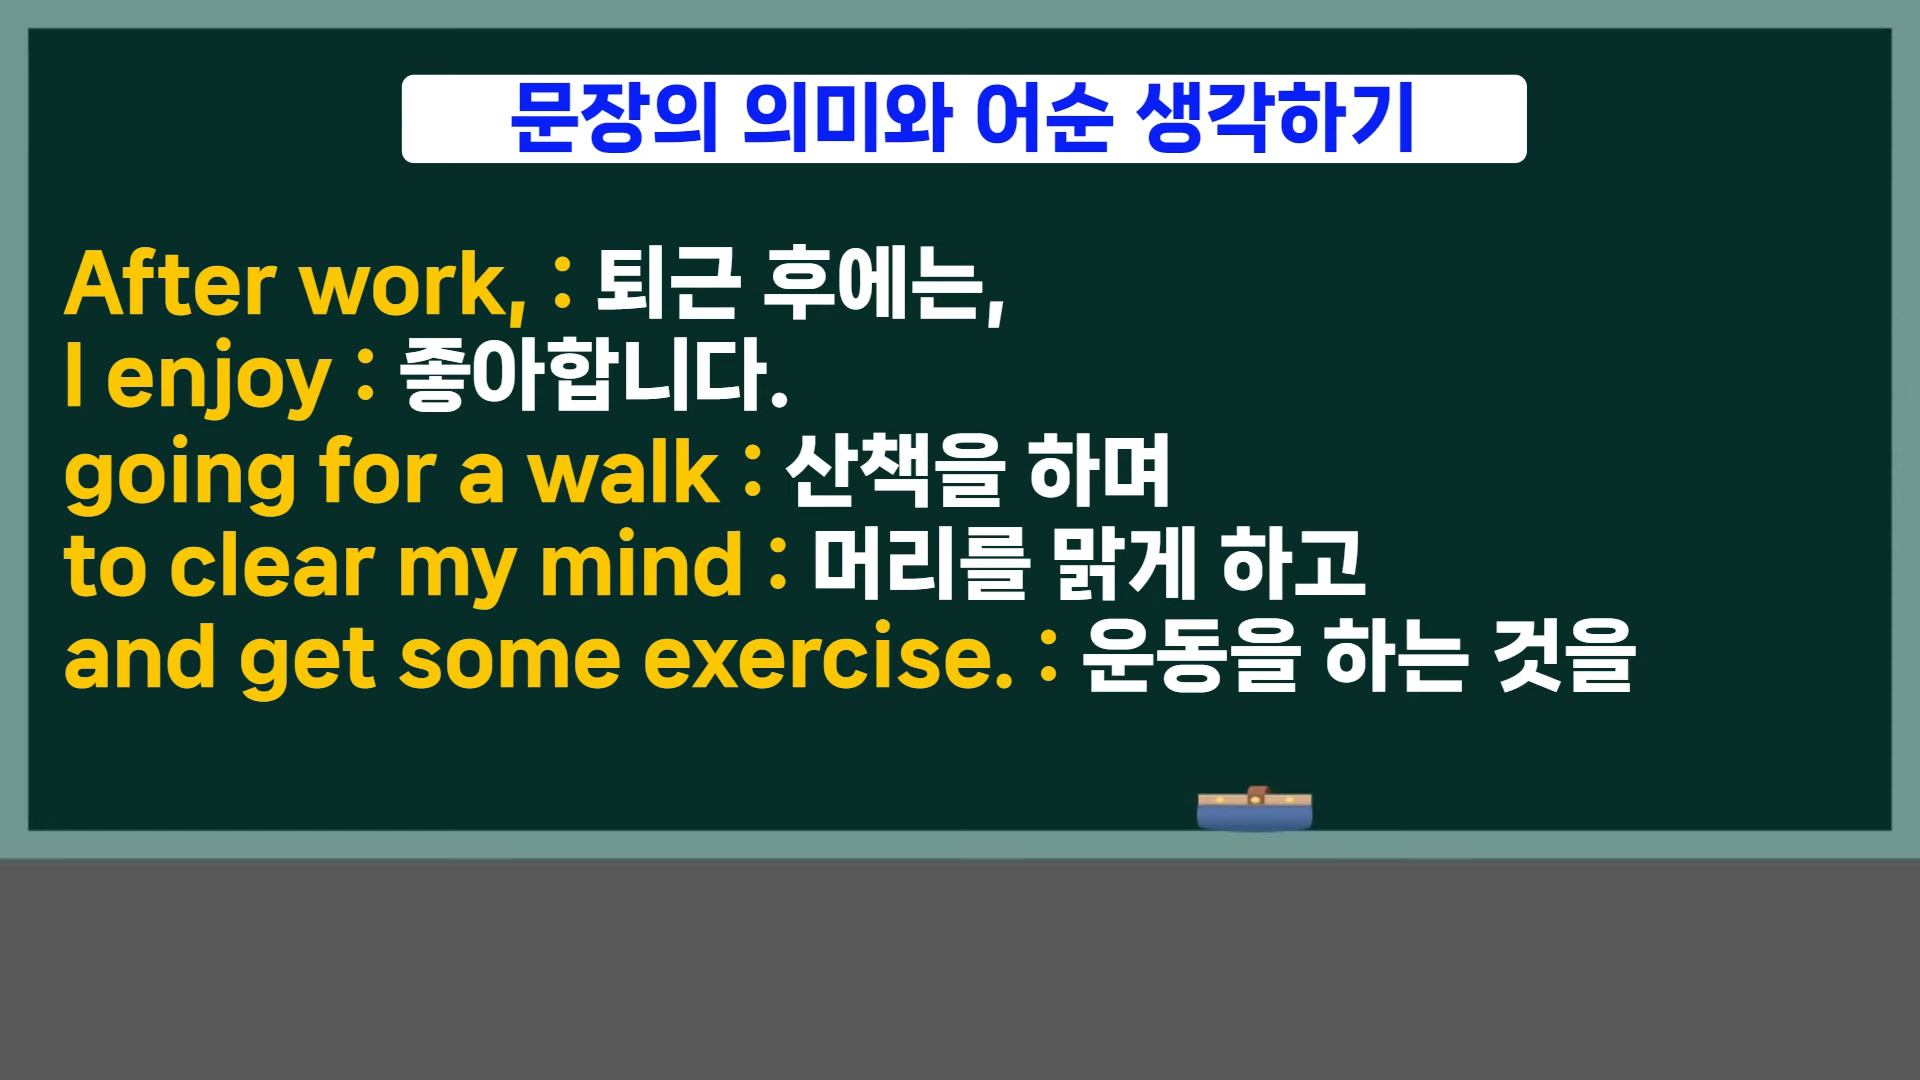 문장의 의미와 어순 생각하기
After work, : 퇴근 후에는,
I enjoy : 좋아합니다.
going for a walk : 산책을 하며
to clear my mind : 머리를 맑게 하고
and get some exercise. : 운동을 하는 것을